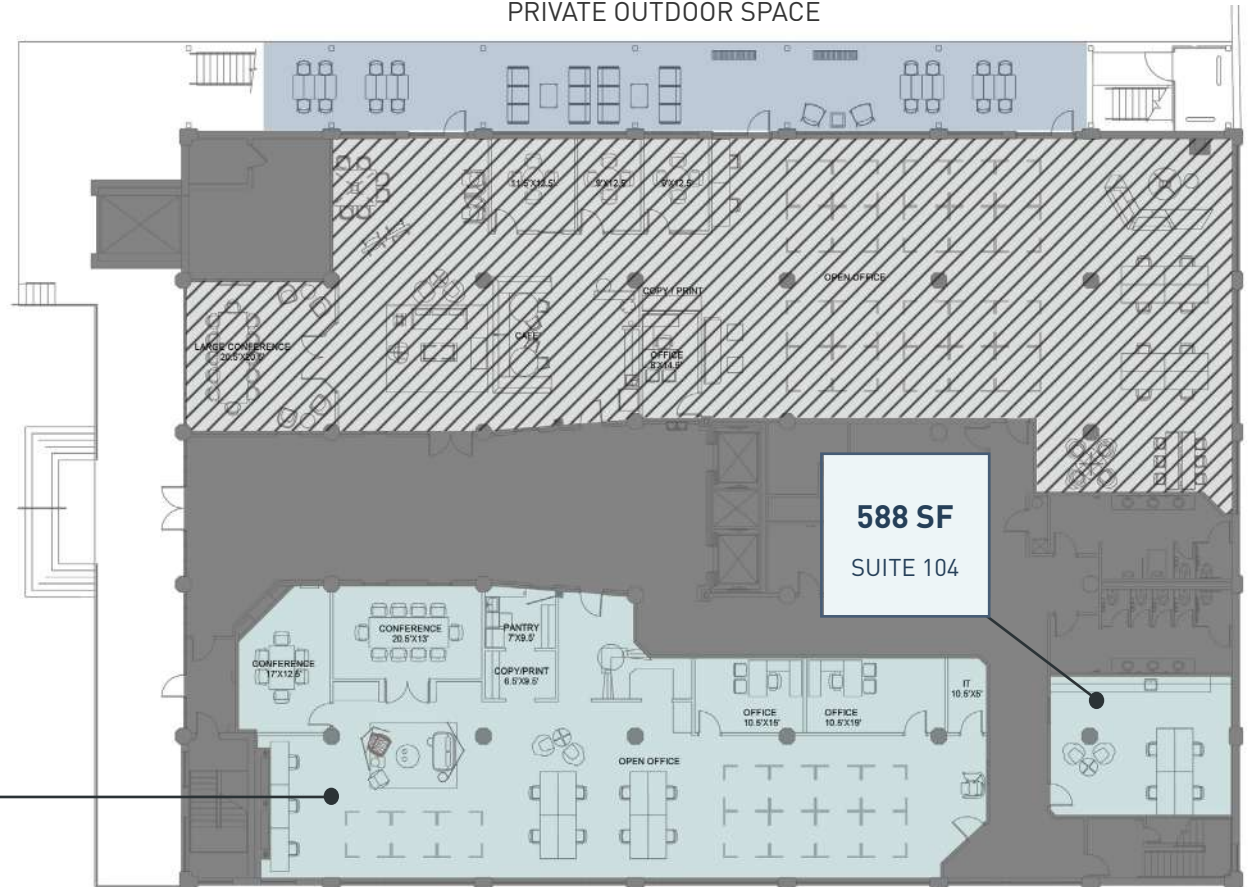 PRIVATE OUTDOOR SPACE
11.5'X12.5'
9'X12.5'
9'X12.5'
OPEN OFFICE
COPY / PRINT
LARGE CONFERENCE
20.5'X20.5'
CAFE
OFFICE
8'X14.5'
588 SF
SUITE 104
CONFERENCE
20.5'X13'
PANTRY
7'X9.5'
CONFERENCE
17'X12.5'
COPY/PRINT
6.5'X9.5'
OFFICE
10.5'X15'
OFFICE
10.5'X19'
IT
10.5'X5'
OPEN OFFICE